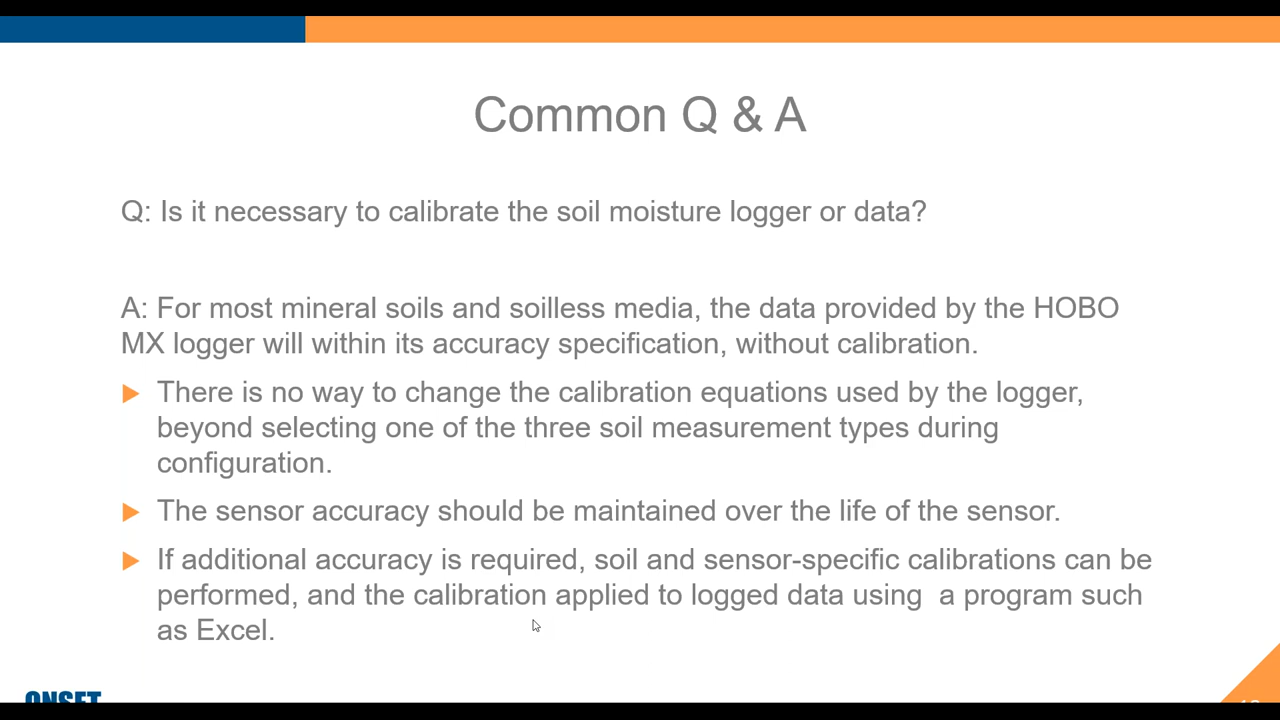 Common Q & A
Q: Is it necessary to calibrate the soil moisture logger or data?
A: For most mineral soils and soilless media, the data provided by the HOBO
MX logger will within its accuracy specification, without calibration.
There is no way to change the calibration equations used by the logger,
beyond selecting one of the three soil measurement types during
configuration.
The sensor accuracy should be maintained over the life of the sensor.
If additional accuracy is required, soil and sensor-specific calibrations can be
performed, and the calibration applied to logged data using  a program such
as Excel.
ONSET